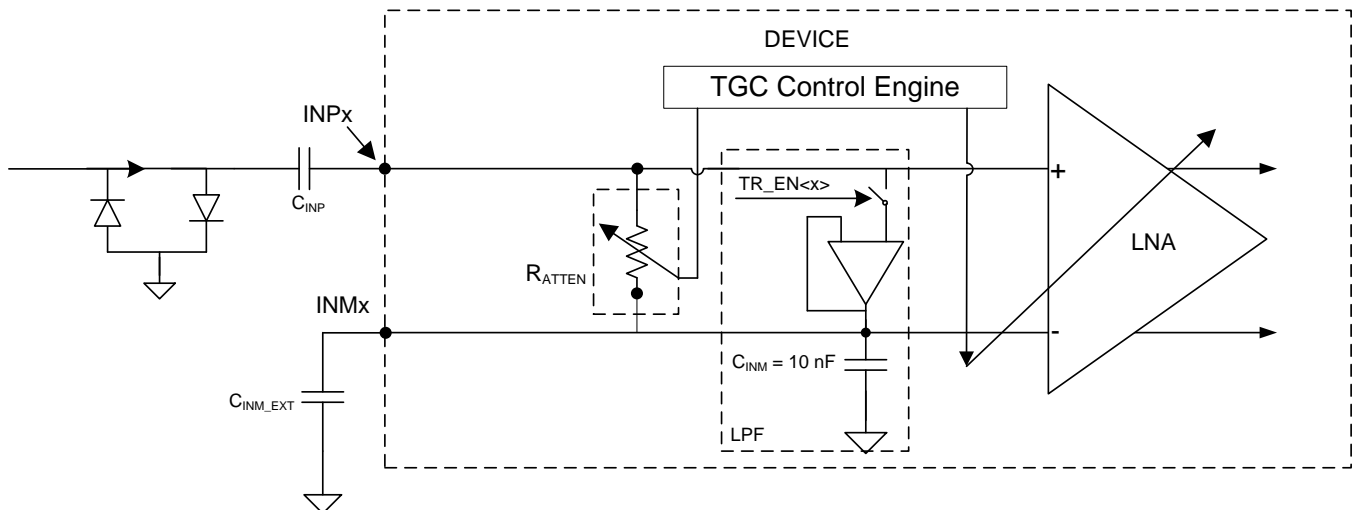 DEVICE
TGC Control Engine
INPx
CINP
TR_EN<x>
+
LNA
RATTEN
INMx
-
CINM = 10 nF
CINM_EXT
LPF